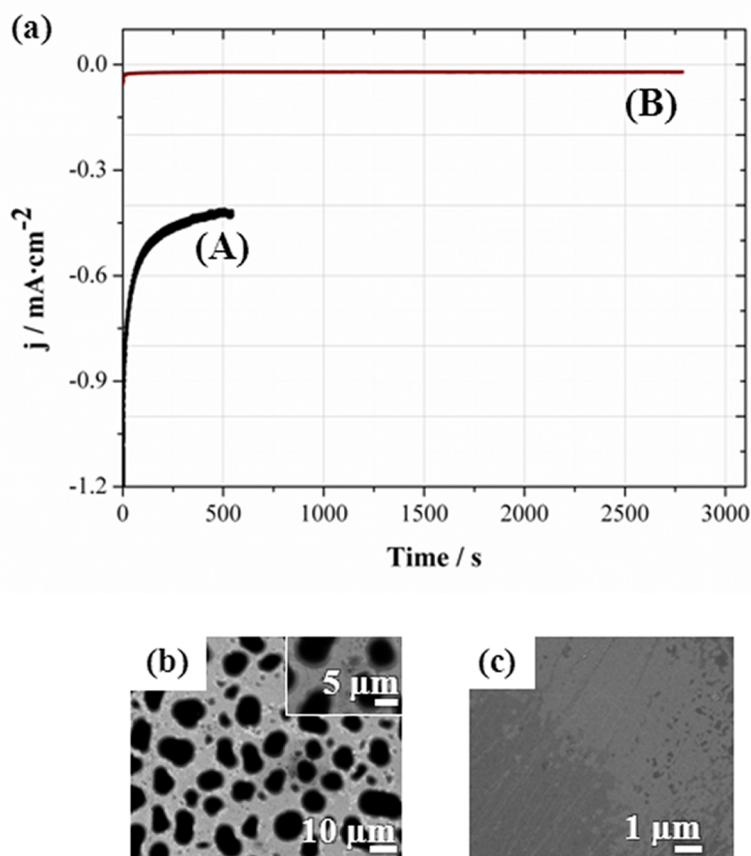 (a)
0.0
(B)
-0.3
(A)
-0.6
-0.9
-1.2
j / mA·cm-2
0 500 1000 1500 2000 2500 3000
Time / s
(b)
5 µm
10 µm
(c)
1 µm